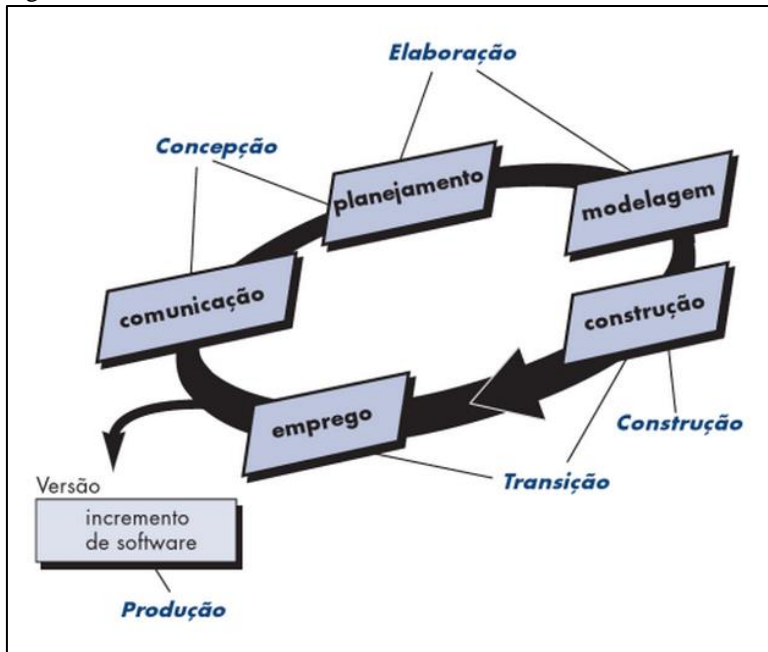 Elaboração
Concepção
planejamento
modelagem
comunicação
construção
emprego
Construção
Transição
Versão
incremento
de software
Produção